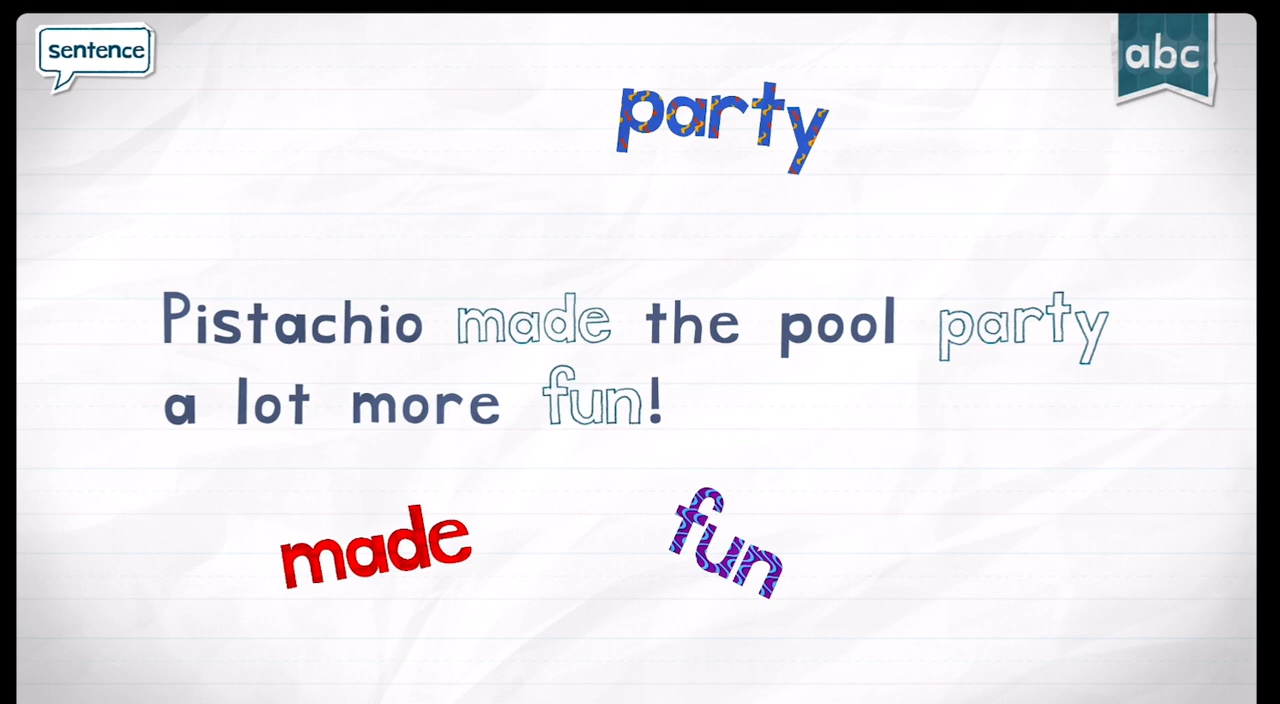 sentence
abc
party
Pistachio made the pool party
a lot more fun!
made
fun